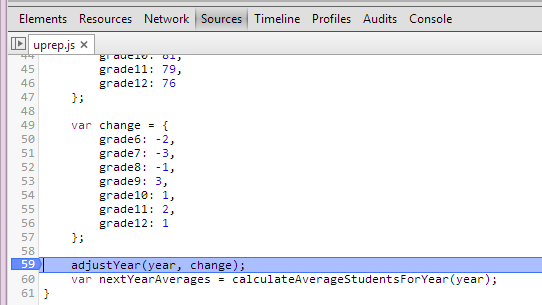 Elements Resources Network Sources Timeline Profiles Audits Console
uprep.js ×
44 grade10: 81,
45 grade11: 79,
46 grade12: 76
47 };
48
49 var change = {
50 grade6: -2,
51 grade7: -3,
52 grade8: -1,
53 grade9: 3,
54 grade10: 1,
55 grade11: 2,
56 grade12: 1
57 };
58
59 adjustYear(year, change);
60 var nextYearAverages = calculateAverageStudentsForYear(year);
61 }